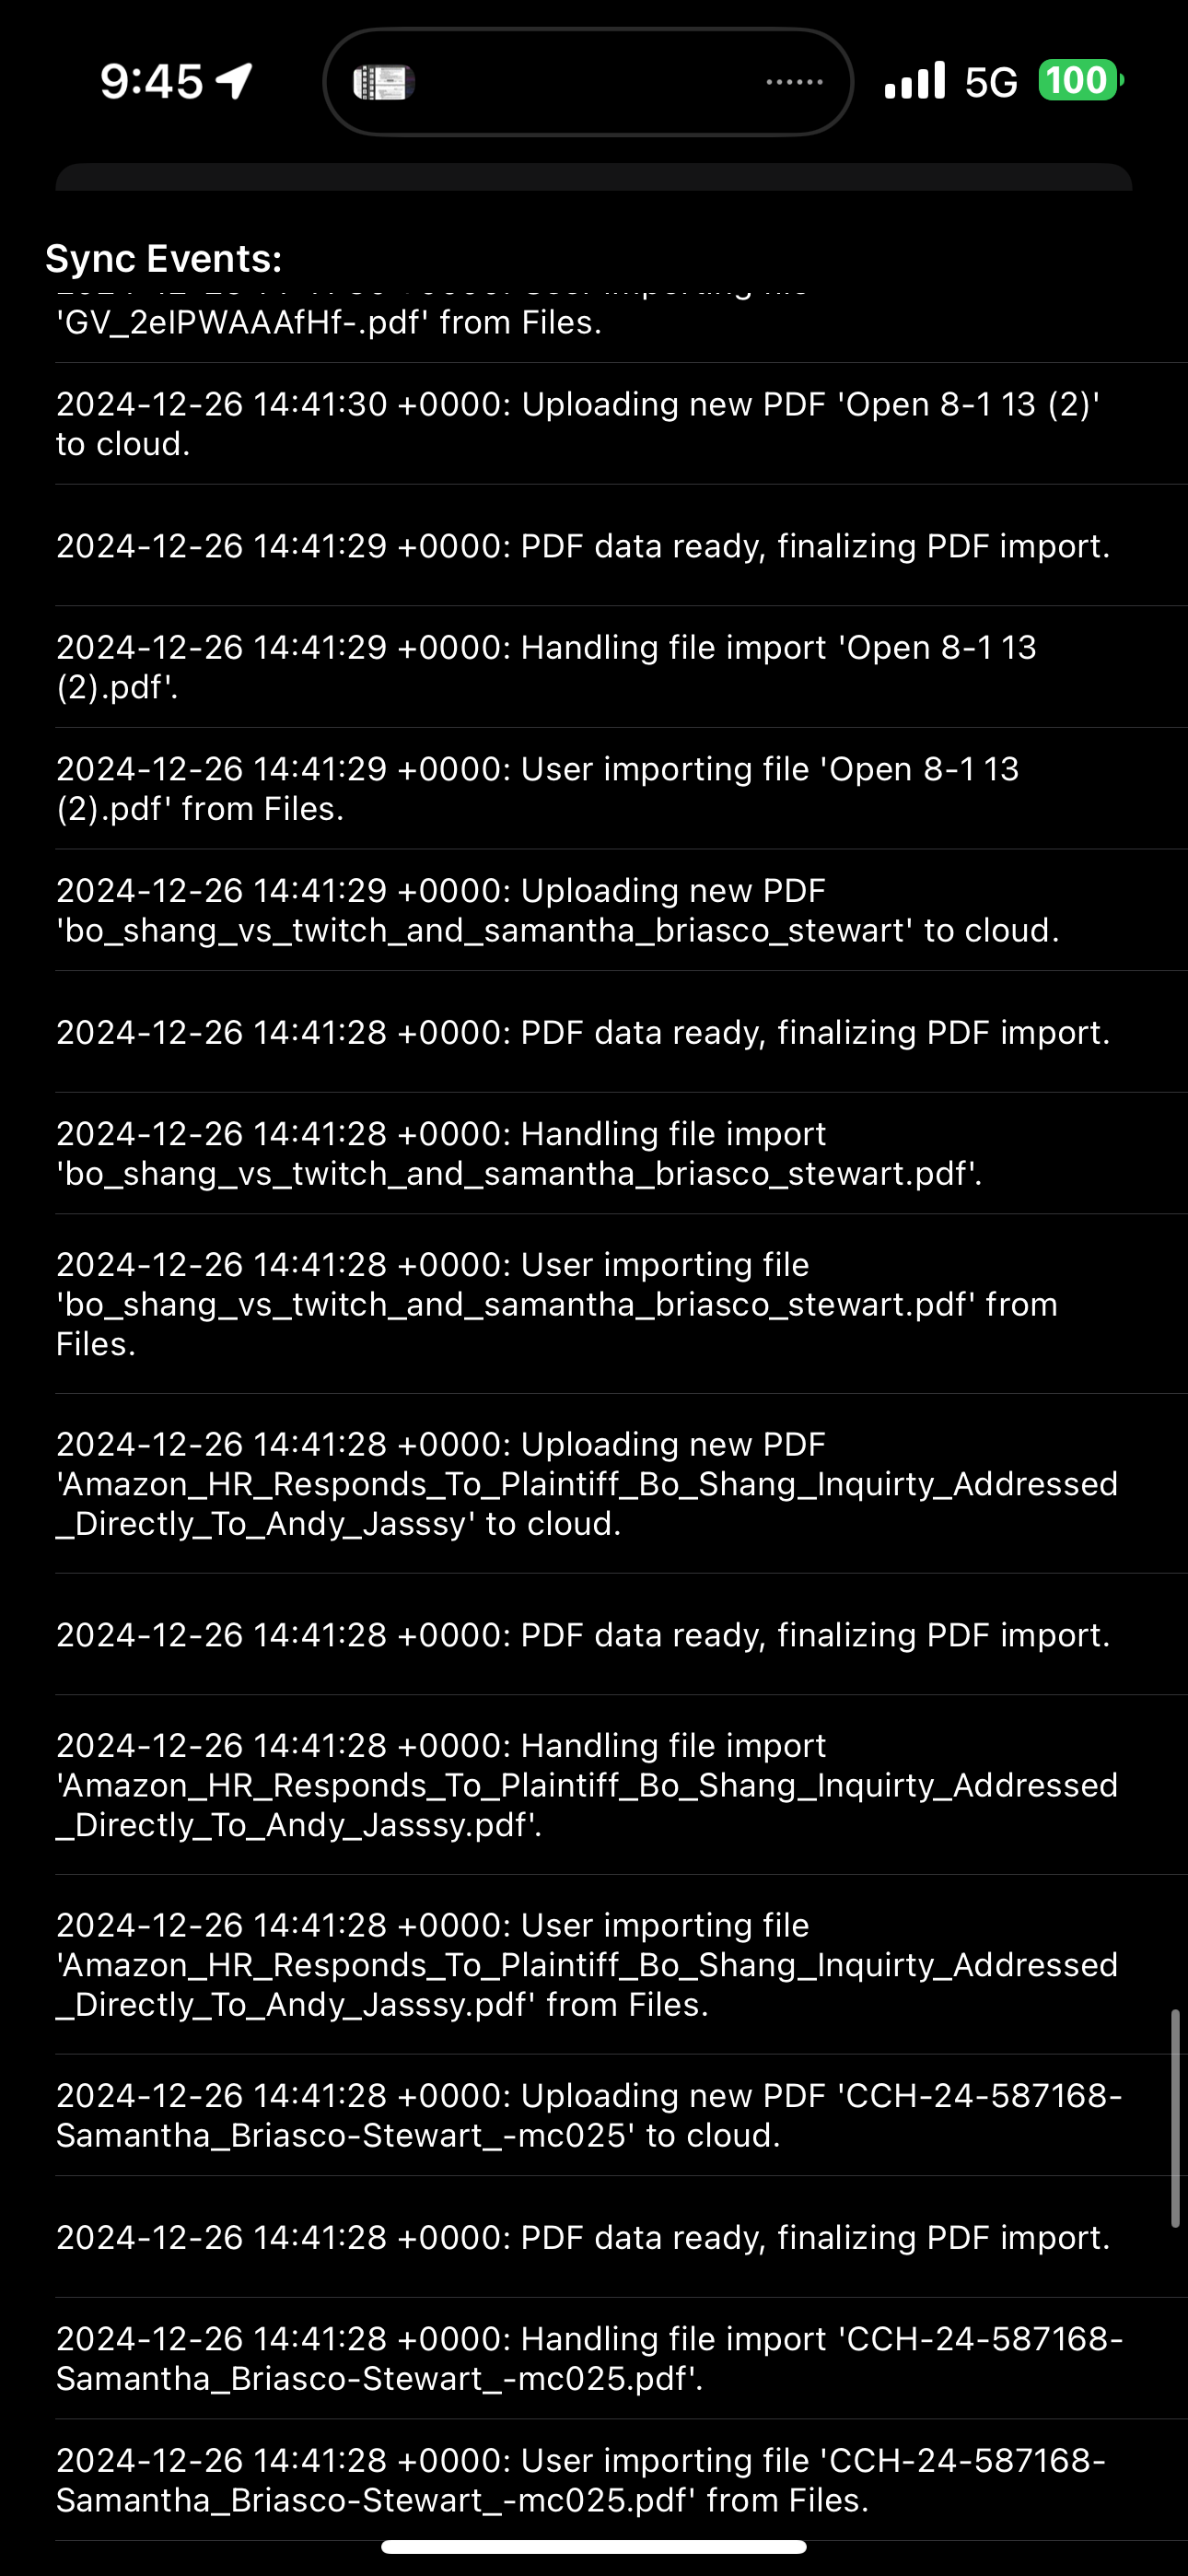 9:45
5G
100
Sync Events:
'GV_2eIPWAAAfHf-.pdf' from Files.
2024-12-26 14:41:30 +0000: Uploading new PDF 'Open 8-1 13 (2)'
to cloud.
2024-12-26 14:41:29 +0000: PDF data ready, finalizing PDF import.
2024-12-26 14:41:29 +0000: Handling file import 'Open 8-1 13
(2).pdf'.
2024-12-26 14:41:29 +0000: User importing file 'Open 8-1 13
(2).pdf' from Files.
2024-12-26 14:41:29 +0000: Uploading new PDF
'bo_shang_vs_twitch_and_samantha_briasco_stewart' to cloud.
2024-12-26 14:41:28 +0000: PDF data ready, finalizing PDF import.
2024-12-26 14:41:28 +0000: Handling file import
'bo_shang_vs_twitch_and_samantha_briasco_stewart.pdf'.
2024-12-26 14:41:28 +0000: User importing file
'bo_shang_vs_twitch_and_samantha_briasco_stewart.pdf' from
Files.
2024-12-26 14:41:28 +0000: Uploading new PDF
'Amazon_HR_Responds_To_Plaintiff_Bo_Shang_Inquirty_Addressed
_Directly_To_Andy_Jasssy' to cloud.
2024-12-26 14:41:28 +0000: PDF data ready, finalizing PDF import.
2024-12-26 14:41:28 +0000: Handling file import
'Amazon_HR_Responds_To_Plaintiff_Bo_Shang_Inquirty_Addressed
_Directly_To_Andy_Jasssy.pdf'.
2024-12-26 14:41:28 +0000: User importing file
'Amazon_HR_Responds_To_Plaintiff_Bo_Shang_Inquirty_Addressed
_Directly_To_Andy_Jasssy.pdf' from Files.
2024-12-26 14:41:28 +0000: Uploading new PDF 'CCH-24-587168-
Samantha_Briasco-Stewart_-mc025' to cloud.
2024-12-26 14:41:28 +0000: PDF data ready, finalizing PDF import.
2024-12-26 14:41:28 +0000: Handling file import 'CCH-24-587168-
Samantha_Briasco-Stewart_-mc025.pdf'.
2024-12-26 14:41:28 +0000: User importing file 'CCH-24-587168-
Samantha_Briasco-Stewart_-mc025.pdf' from Files.